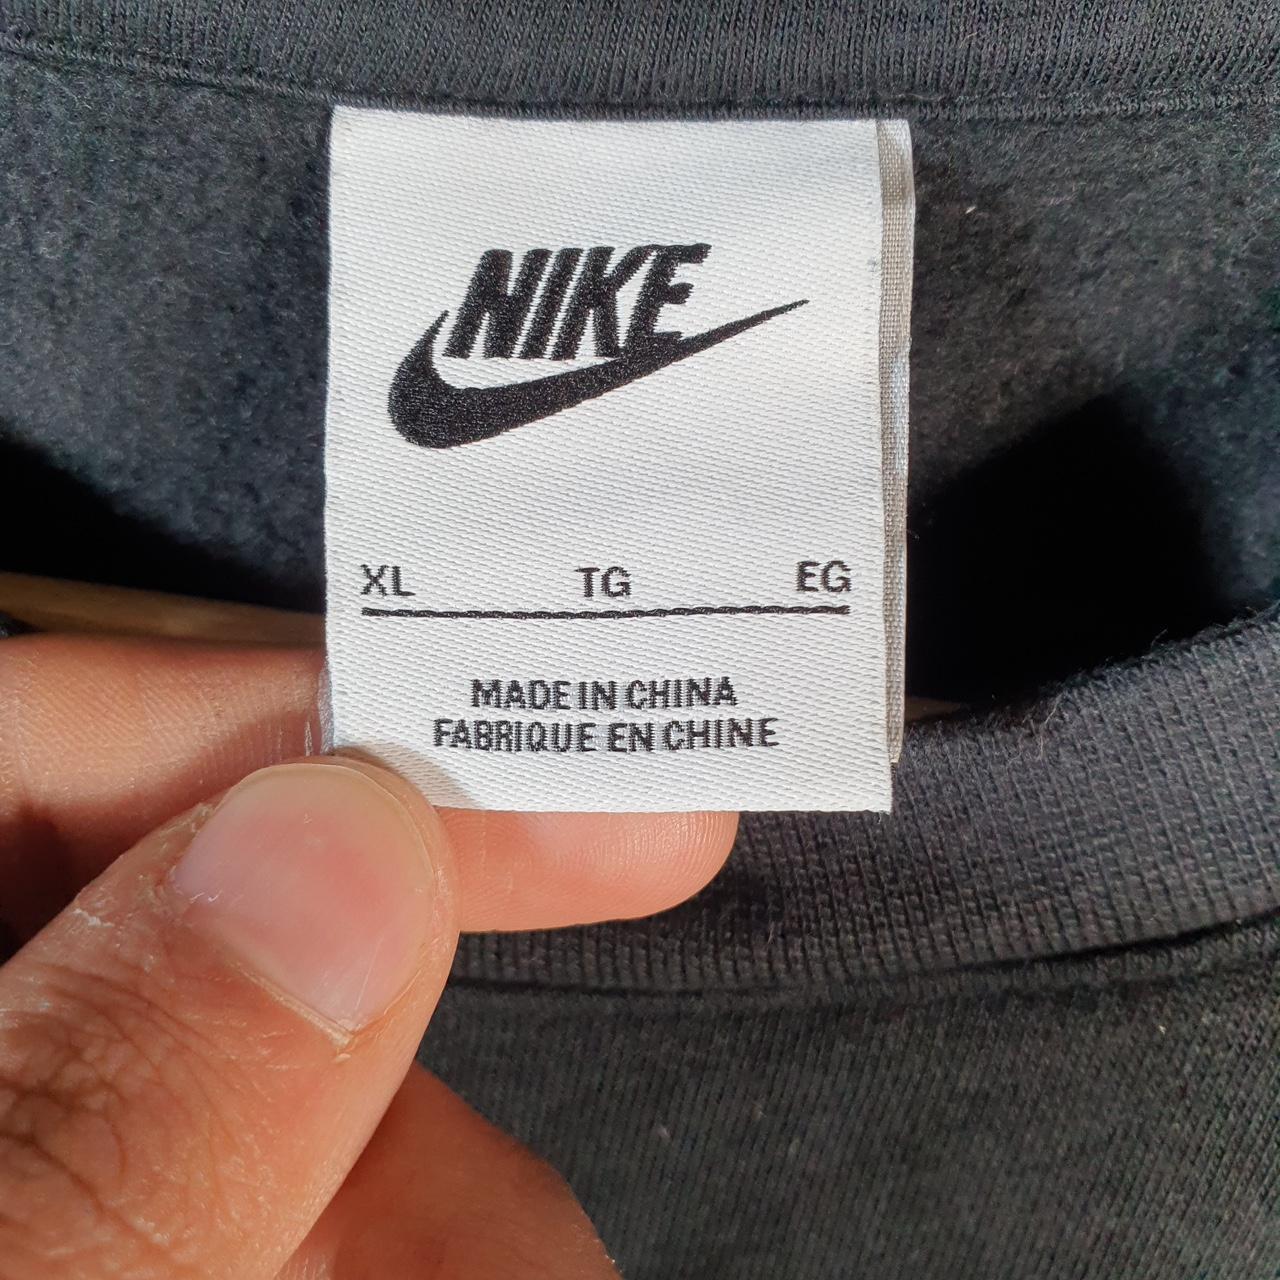 NIKE
XL TG EG
MADE IN CHINA
FABRIQUE EN CHINE